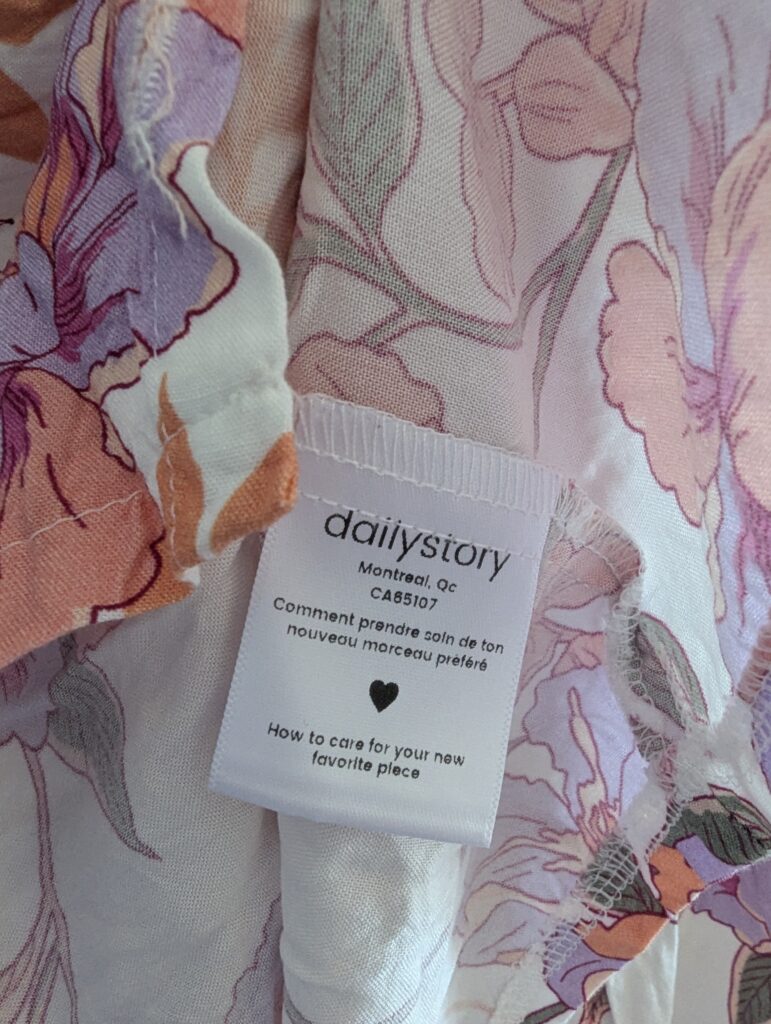 dailystory
Montreal, Qc
CA65107
Comment prendre soin de ton
nouveau morceau préféré
How to care for your new
favorite piece